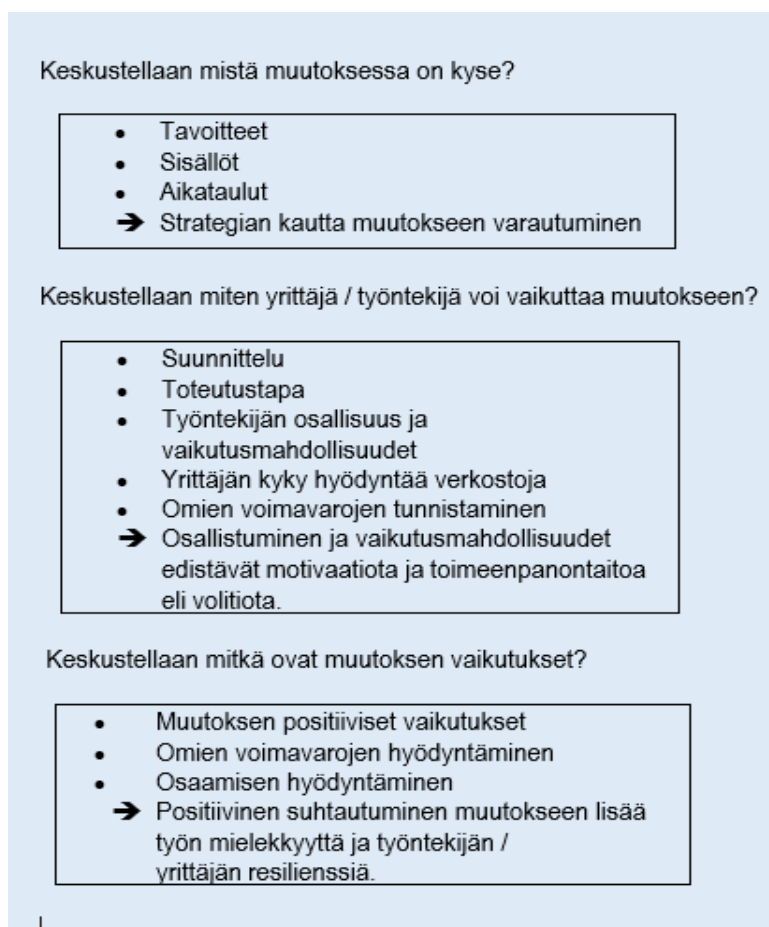 Keskustellaan mistä muutoksessa on kyse?
• Tavoitteet
• Sisällöt
• Aikataulut
➔ Strategian kautta muutokseen varautuminen
Keskustellaan miten yrittäjä / työntekijä voi vaikuttaa muutokseen?
• Suunnittelu
• Toteutustapa
• Työntekijän osallisuus ja
vaikutusmahdollisuudet
• Yrittäjän kyky hyödyntää verkostoja
• Omien voimavarojen tunnistaminen
➔ Osallistuminen ja vaikutusmahdollisuudet
edistävät motivaatiota ja toimeenpanontaitoa
eli volitiota.
Keskustellaan mitkä ovat muutoksen vaikutukset?
• Muutoksen positiiviset vaikutukset
• Omien voimavarojen hyödyntäminen
• Osaamisen hyödyntäminen
➔ Positiivinen suhtautuminen muutokseen lisää
työn mielekkyyttä ja työntekijän /
yrittäjän resilienssiä.